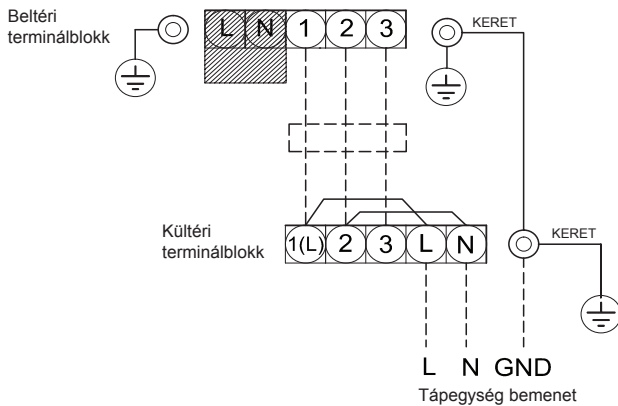 Beltéri
terminálblokk
L N 1 2 3
KERET
Kültéri
terminálblokk
1(L) 2 3 L N
KERET
L N GND
Tápegység bemenet